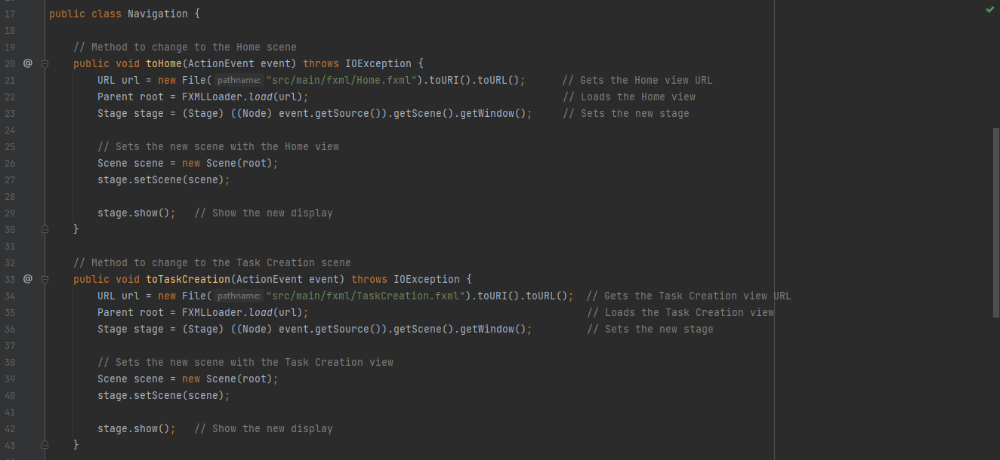 17 public class Navigation {
18
19 // Method to change to the Home scene
20 @ public void toHome(ActionEvent event) throws IOException {
21 URL url = new File( pathname: "src/main/fxml/Home.fxml").toURI().toURL(); // Gets the Home view URL
22 Parent root = FXMLLoader.load(url); // Loads the Home view
23 Stage stage = (Stage) ((Node) event.getSource()).getScene().getWindow(); // Sets the new stage
24
25 // Sets the new scene with the Home view
26 Scene scene = new Scene(root);
27 stage.setScene(scene);
28
29 stage.show(); // Show the new display
30 }
31
32 // Method to change to the Task Creation scene
33 @ public void toTaskCreation(ActionEvent event) throws IOException {
34 URL url = new File( pathname: "src/main/fxml/TaskCreation.fxml").toURI().toURL(); // Gets the Task Creation view URL
35 Parent root = FXMLLoader.load(url); // Loads the Task Creation view
36 Stage stage = (Stage) ((Node) event.getSource()).getScene().getWindow(); // Sets the new stage
37
38 // Sets the new scene with the Task Creation view
39 Scene scene = new Scene(root);
40 stage.setScene(scene);
41
42 stage.show(); // Show the new display
43 }